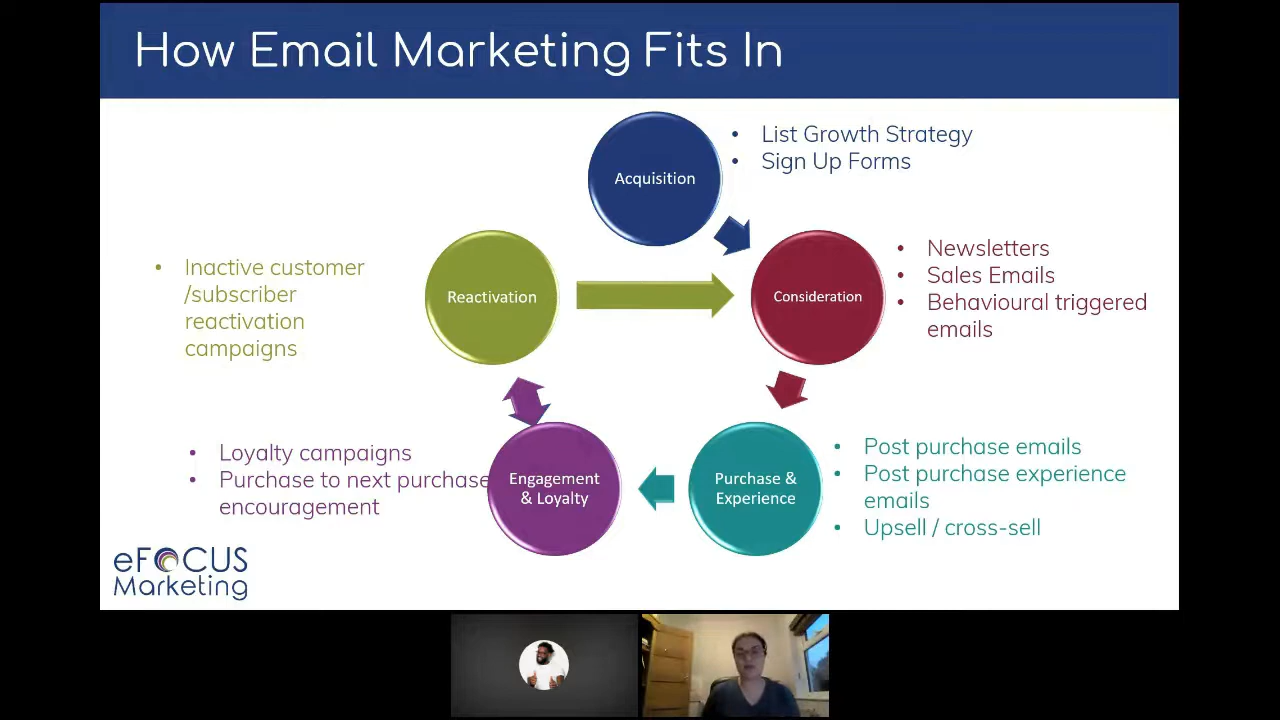 How Email Marketing Fits In
Acquisition
• List Growth Strategy
• Sign Up Forms
Consideration
• Newsletters
• Sales Emails
• Behavioural triggered
emails
Purchase &
Experience
• Post purchase emails
• Post purchase experience
emails
• Upsell / cross-sell
Engagement
& Loyalty
• Loyalty campaigns
• Purchase to next purchase
encouragement
Reactivation
• Inactive customer
/subscriber
reactivation
campaigns
eFOCUS
Marketing